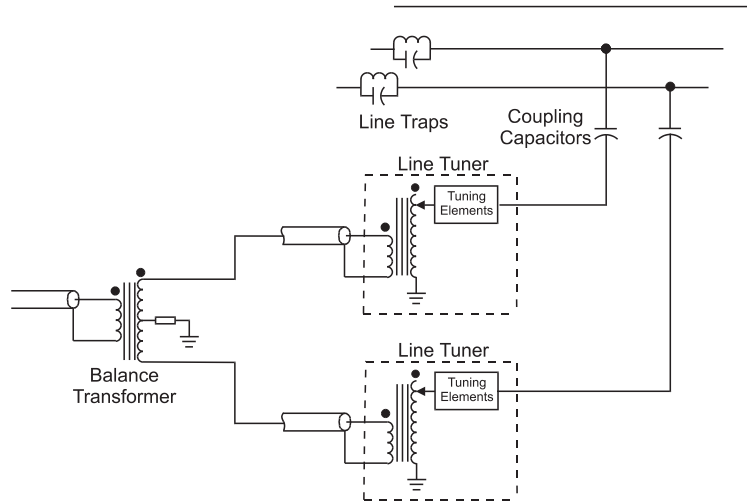 Line Traps
Coupling
Capacitors
Line Tuner
Tuning
Elements
Balance
Transformer
Line Tuner
Tuning
Elements